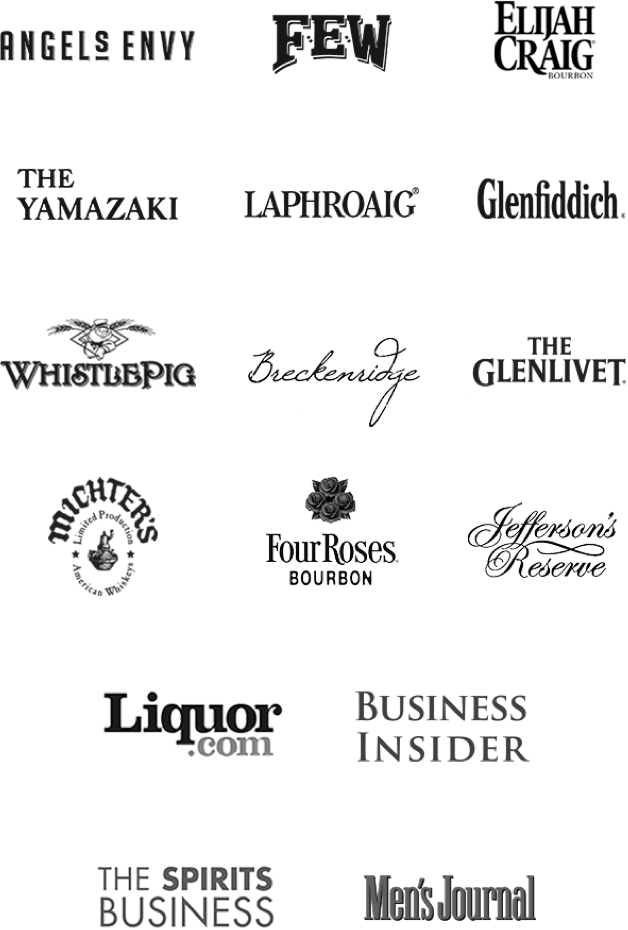 ANGELS ENVY
F.E.W
ELIJAH
CRAIG
BOURBON
THE
YAMAZAKI
LAPHROAIG®
Glenfiddich
WHISTLEPIG
Breckenridge
THE
GLENLIVET
MICHTER'S
Limited Production
American Whiskeys
Four Roses
BOURBON
Jefferson's
Reserve
Liquor
.com
BUSINESS
INSIDER
THE SPIRITS
BUSINESS
Men's Journal